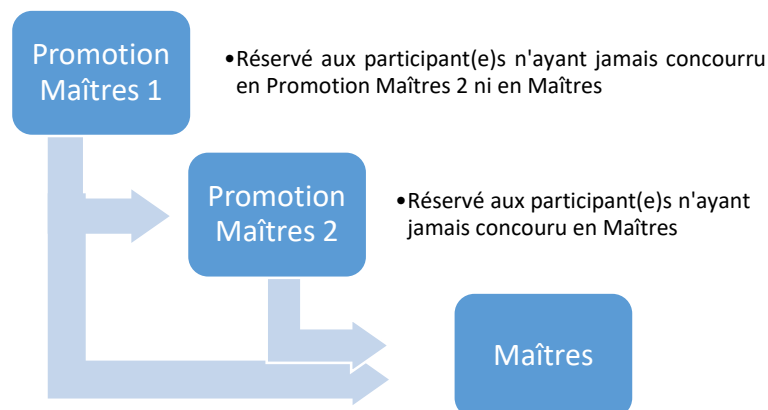 Promotion
Maîtres 1
•Réservé aux participant(e)s n'ayant jamais concourru
en Promotion Maîtres 2 ni en Maîtres
Promotion
Maîtres 2
•Réservé aux participant(e)s n'ayant
jamais concouru en Maîtres
Maîtres